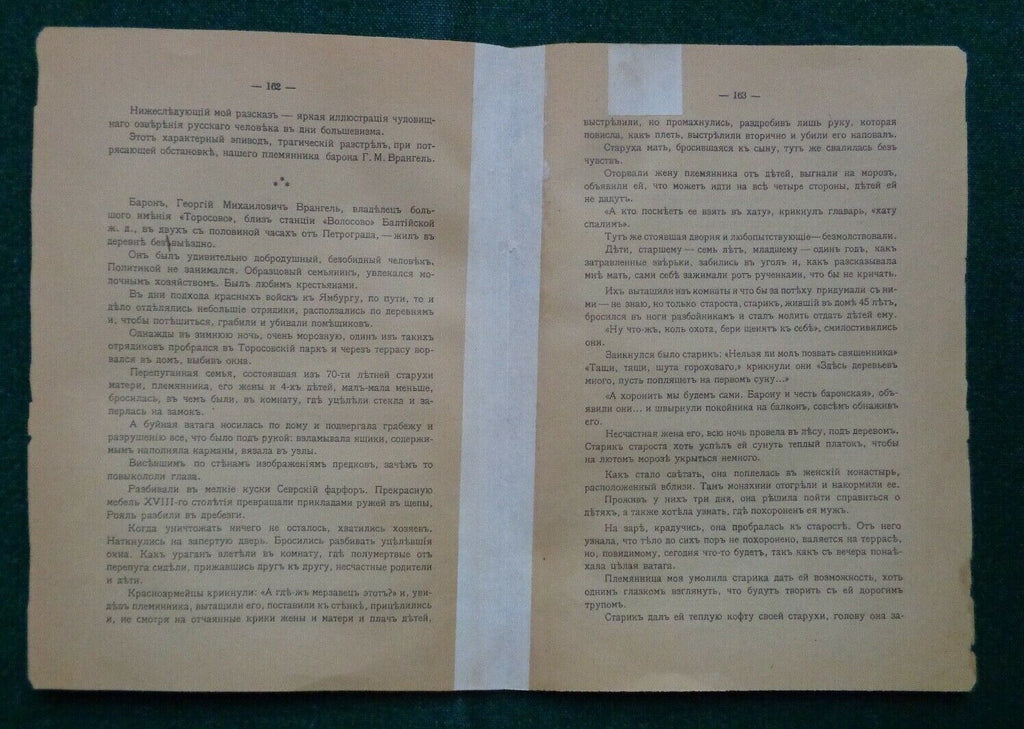 — 162 —
Нижеслѣдующій мой разсказ — яркая иллюстрація чудовищ-
наго озвѣрѣнія русскаго человѣка въ дни большевизма.
Этотъ характерный эпизодъ, трагическій разстрѣлъ, при пот-
рясающей обстановкѣ, нашего племянника барона Г. М. Врангель.
Баронъ, Георгій Михаиловичъ Врангель, владѣлецъ боль-
шого имѣнія «Торосово», близъ станціи «Волосово» Балтійской
ж. д., въ двухъ съ половиной часахъ отъ Петрограда, — жилъ въ
деревнѣ безвыѣздно.
Онъ былъ удивительно добродушный, безобидный человѣкъ.
Политикой не занимался. Образцовый семьянинъ, увлекался мо-
лочнымъ хозяйствомъ. Былъ любимъ крестьянами.
Въ дни подхода красныхъ войскъ къ Ямбургу, по пути, то и
дѣло отдѣлялись небольшіе отрядики, расползались по деревнямъ
и, чтобы потѣшиться, грабили и убивали помѣщиковъ.
Однажды въ зимнюю ночь, очень морозную, одинъ изъ такихъ
отрядиковъ пробрался въ Торосовскій паркъ и черезъ террасу вор-
вался въ домъ, выбивъ окна.
Перепуганная семья, состоявшая изъ 70-ти лѣтней старухи
матери, племянника, его жены и 4-хъ дѣтей, малъ-мала меньше,
бросилась, въ чемъ были, въ комнату, гдѣ уцѣлѣли стекла и за-
перлась на замокъ.
А буйная ватага носилась по дому и подвергала грабежу и
разрушенію все, что было подъ рукой: взламывала ящики, содержи-
мымъ наполняла карманы, вязала въ узлы.
Висѣвшимъ по стѣнамъ изображеніямъ предковъ, зачѣмъ то
повыкололи глаза.
Разбивали въ мелкіе куски Севрскій фарфоръ. Прекрасную
мебель XVIII-го столѣтія превращали прикладами ружей въ щепы,
Рояль разбили въ дребезги.
Когда уничтожать ничего не осталось, хватились хозяевъ.
Наткнулись на запертую дверь. Бросились разбивать уцѣлѣвшія
окна. Какъ ураганъ влетѣли въ комнату, гдѣ полумертвые отъ
перепуга сидѣли, прижавшись другъ къ другу, несчастные родители
и дѣти.
Красноармейцы крикнули: «А гдѣ-жъ мерзавецъ этотъ?» и, уви-
дѣвъ племянника, вытащили его, поставили къ стѣнкѣ, прицѣлились
и, не смотря на отчаянные крики жены и матери и плачъ дѣтей,
— 163 —
выстрѣлили, но промахнулись, раздробивъ лишь руку, которая
повисла, какъ плеть, выстрѣлили вторично и убили его наповалъ.
Старуха мать, бросившаяся къ сыну, тутъ же свалилась безъ
чувствъ.
Оторвали жену племянника отъ дѣтей, выгнали на морозъ,
объявили ей, что можетъ идти на всѣ четыре стороны, дѣтей ей
не дадутъ.
«А кто посмѣетъ ее взять въ хату», крикнулъ главарь, «хату
спалимъ».
Тутъ же стоявшая дворня и любопытствующіе — безмолствовали.
Дѣти, старшему — семь лѣтъ, младшему — одинъ годъ, какъ
затравленные звѣрьки, забились въ уголъ и, какъ разсказывала
мнѣ мать, сами себѣ зажимали ротъ рученками, что бы не кричать.
Ихъ вытащили изъ комнаты и что бы за потѣху придумали съ ни-
ми — не знаю, но только староста, старикъ, жившій въ домѣ 45 лѣтъ,
бросился въ ноги разбойникамъ и сталъ молить отдать дѣтей ему.
«Ну что-жъ, коль охота, бери щенятъ къ себѣ», смилостивились
они.
Заикнулся было старикъ: «Нельзя ли молъ позвать священника»
«Тащи, тащи, шута гороховаго,» крикнули они «Здѣсь деревьевъ
много, пусть попляшетъ на первомъ суку...»
«А хоронить мы будемъ сами. Барону и честь баронская», объ-
явили они... и швырнули покойника на балконъ, совсѣмъ обнаживъ
его.
Несчастная жена его, всю ночь провела въ лѣсу, подъ деревомъ.
Старикъ староста хоть успѣлъ ей сунуть теплый платокъ, чтобы
на лютомъ морозѣ укрыться немного.
Какъ стало свѣтать, она поплелась въ женскій монастырь,
расположенный вблизи. Тамъ монахини отогрѣли и накормили ее.
Проживъ у нихъ три дня, она рѣшила пойти справиться о
дѣтяхъ, а также хотѣла узнать, гдѣ похороненъ ея мужъ.
На зарѣ, крадучись, она пробралась къ старостѣ. Отъ него
узнала, что тѣло до сихъ поръ не похоронено, валяется на террасѣ,
но, повидимому, сегодня что-то будетъ, такъ какъ съ вечера понаѣ-
хала цѣлая ватага.
Племянница моя умолила старика дать ей возможность, хоть
однимъ глазкомъ взглянуть, что будутъ творить съ ей дорогимъ
трупомъ.
Старикъ далъ ей теплую кофту своей старухи, голову она за-